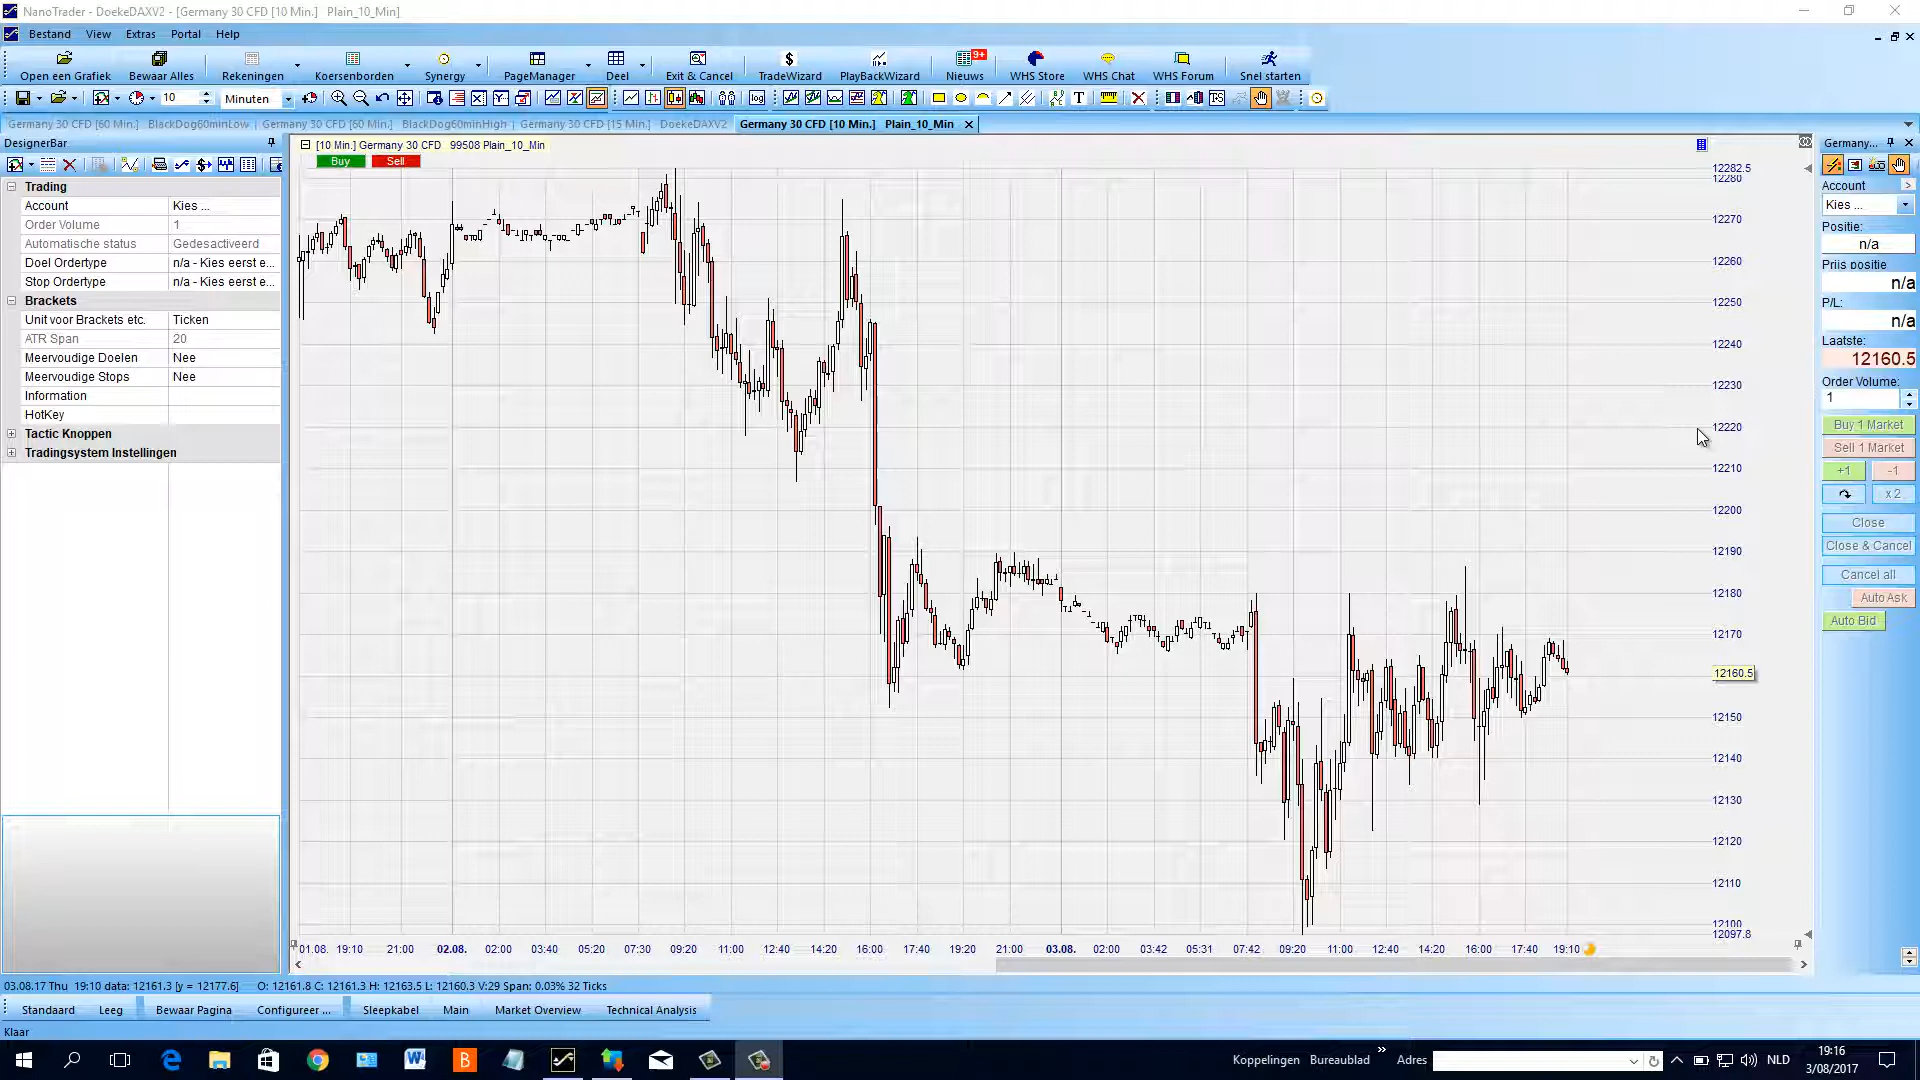 NanoTrader - DoekeDAXV2 - [Germany 30 CFD [10 Min.] Plain_10_Min]
Bestand View Extras Portal Help
Open een Grafiek Bewaar Alles Rekeningen Koersenborden Synergy PageManager Deel Exit & Cancel TradeWizard PlayBackWizard Nieuws 9+ WHS Store WHS Chat WHS Forum Snel starten
10 Minuten log T
Germany 30 CFD [60 Min.] BlackDog60minLow Germany 30 CFD [60 Min.] BlackDog60minHigh Germany 30 CFD [15 Min.] DoekeDAXV2 Germany 30 CFD [10 Min.] Plain_10_Min
DesignerBar
Trading
Account Kies ...
Order Volume 1
Automatische status Gedesactiveerd
Doel Ordertype n/a - Kies eerst e...
Stop Ordertype n/a - Kies eerst e...
Brackets
Unit voor Brackets etc. Ticken
ATR Span 20
Meervoudige Doelen Nee
Meervoudige Stops Nee
Information
HotKey
Tactic Knoppen
Tradingsystem Instellingen
[10 Min.] Germany 30 CFD 99508 Plain_10_Min
Buy Sell
12282.5
12280
12270
12260
12250
12240
12230
12220
12210
12200
12190
12180
12170
12160.5
12150
12140
12130
12120
12110
12100
12097.8
01.08. 19:10 21:00 02.08. 02:00 03:40 05:20 07:30 09:20 11:00 12:40 14:20 16:00 17:40 19:20 21:00 03.08. 02:00 03:42 05:31 07:42 09:20 11:00 12:40 14:20 16:00 17:40 19:10
Germany...
Account
Kies ...
Positie:
n/a
Prijs positie
n/a
P/L:
n/a
Laatste:
12160.5
Order Volume:
1
Buy 1 Market
Sell 1 Market
+1 -1
x 2
Close
Close & Cancel
Cancel all
Auto Ask
Auto Bid
03.08.17 Thu 19:10 data: 12161.3 [y = 12177.6] O: 12161.8 C: 12161.3 H: 12163.5 L: 12160.3 V:29 Span: 0.03% 32 Ticks
Standaard Leeg Bewaar Pagina Configureer ... Sleepkabel Main Market Overview Technical Analysis
Klaar
Koppelingen Bureaublad Adres NLD 19:16
3/08/2017